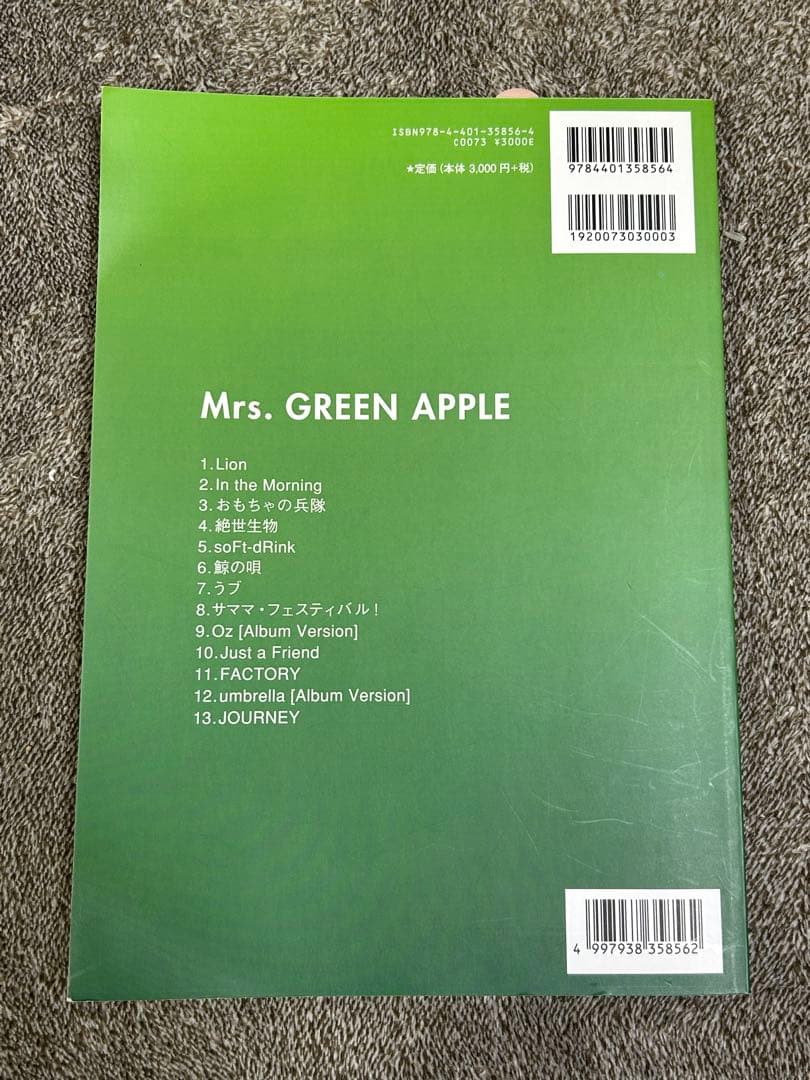 ISBN978-4-401-35856-4
C0073 ¥3000E
★定価(本体 3,000円+税)
9784401358564
1920073030003
Mrs. GREEN APPLE
1.Lion
2.In the Morning
3.おもちゃの兵隊
4.絶世生物
5.soFt-dRink
6.鯨の唄
7.うブ
8.サママ・フェスティバル！
9.Oz [Album Version]
10.Just a Friend
11.FACTORY
12.umbrella [Album Version]
13.JOURNEY
4 997938 358562